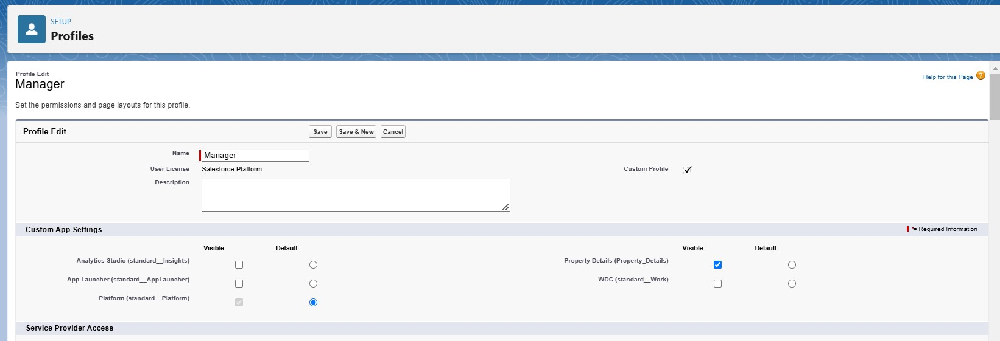 SETUP
Profiles
Profile Edit
Manager
Help for this Page ?
Set the permissions and page layouts for this profile.
Profile Edit
Save
Save & New
Cancel
Name
Manager
User License
Salesforce Platform
Custom Profile
Description
Custom App Settings
= Required Information
Visible
Default
Visible
Default
Analytics Studio (standard__Insights)
Property Details (Property_Details)
App Launcher (standard__AppLauncher)
WDC (standard__Work)
Platform (standard__Platform)
Service Provider Access